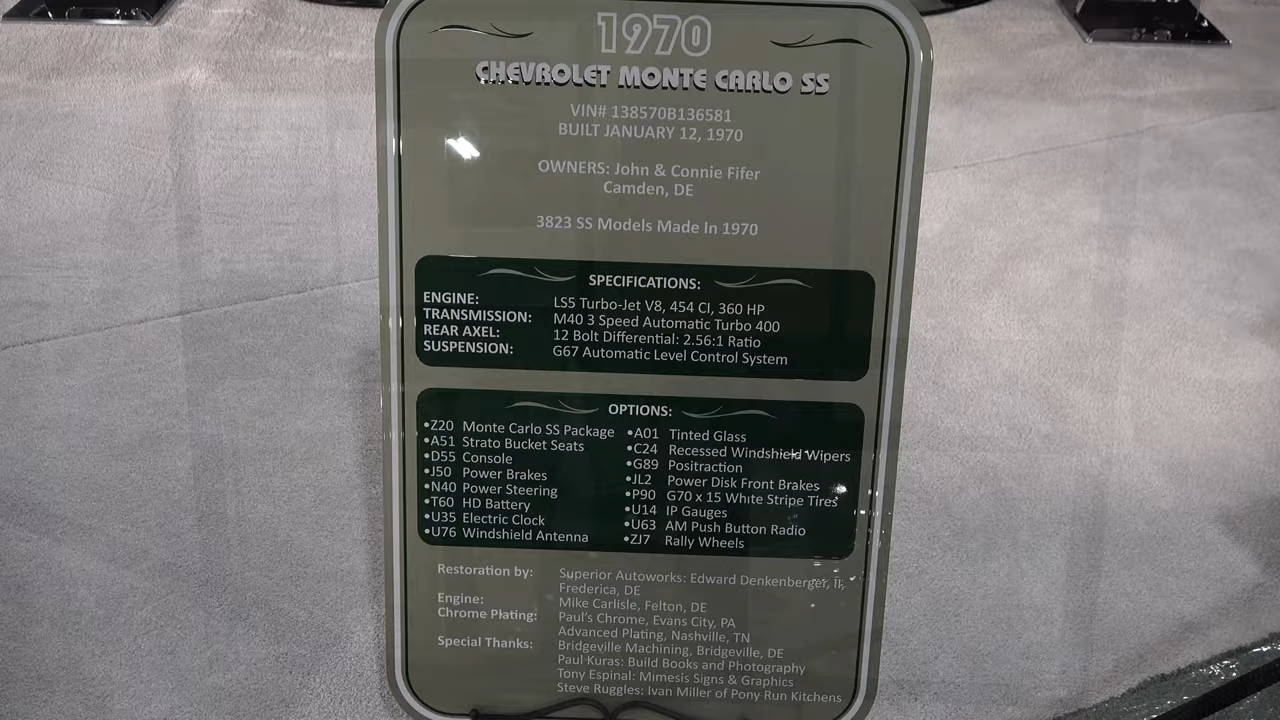 1970
CHEVROLET MONTE CARLO SS
VIN# 138570B136581
BUILT JANUARY 12, 1970
OWNERS: John & Connie Fifer
Camden, DE
3823 SS Models Made In 1970
SPECIFICATIONS:
ENGINE: LS5 Turbo-Jet V8, 454 CI, 360 HP
TRANSMISSION: M40 3 Speed Automatic Turbo 400
REAR AXEL: 12 Bolt Differential: 2.56:1 Ratio
SUSPENSION: G67 Automatic Level Control System
OPTIONS:
•Z20 Monte Carlo SS Package
•A51 Strato Bucket Seats
•D55 Console
•J50 Power Brakes
•N40 Power Steering
•T60 HD Battery
•U35 Electric Clock
•U76 Windshield Antenna
•A01 Tinted Glass
•C24 Recessed Windshield Wipers
•G89 Positraction
•JL2 Power Disk Front Brakes
•P90 G70 x 15 White Stripe Tires
•U14 IP Gauges
•U63 AM Push Button Radio
•ZJ7 Rally Wheels
Restoration by: Superior Autoworks: Edward Denkenberger, II,
Frederica, DE
Engine: Mike Carlisle, Felton, DE
Chrome Plating: Paul's Chrome, Evans City, PA
Advanced Plating, Nashville, TN
Special Thanks: Bridgeville Machining, Bridgeville, DE
Paul Kuras: Build Books and Photography
Tony Espinal: Mimesis Signs & Graphics
Steve Ruggles: Ivan Miller of Pony Run Kitchens